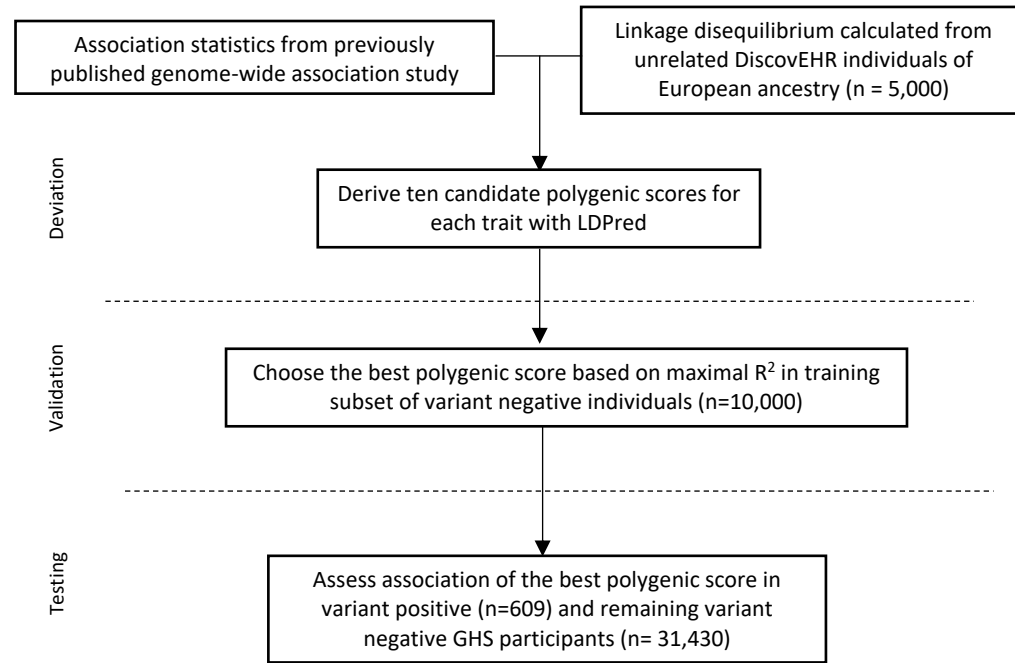 Association statistics from previously
published genome-wide association study
Linkage disequilibrium calculated from
unrelated DiscovEHR individuals of
European ancestry (n = 5,000)
Deviation
Derive ten candidate polygenic scores for
each trait with LDPred
Validation
Choose the best polygenic score based on maximal R² in training
subset of variant negative individuals (n=10,000)
Testing
Assess association of the best polygenic score in
variant positive (n=609) and remaining variant
negative GHS participants (n= 31,430)